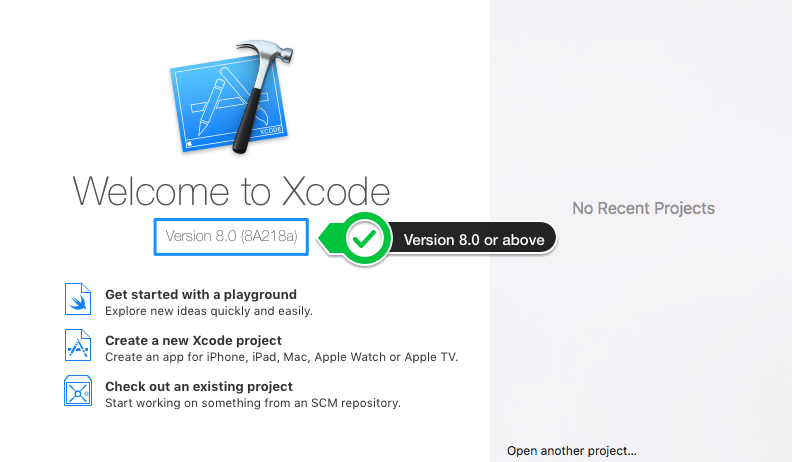 XCODE
Welcome to Xcode
Version 8.0 (8A218a)
Version 8.0 or above
Get started with a playground
Explore new ideas quickly and easily.
Create a new Xcode project
Create an app for iPhone, iPad, Mac, Apple Watch or Apple TV.
Check out an existing project
Start working on something from an SCM repository.
No Recent Projects
Open another project...